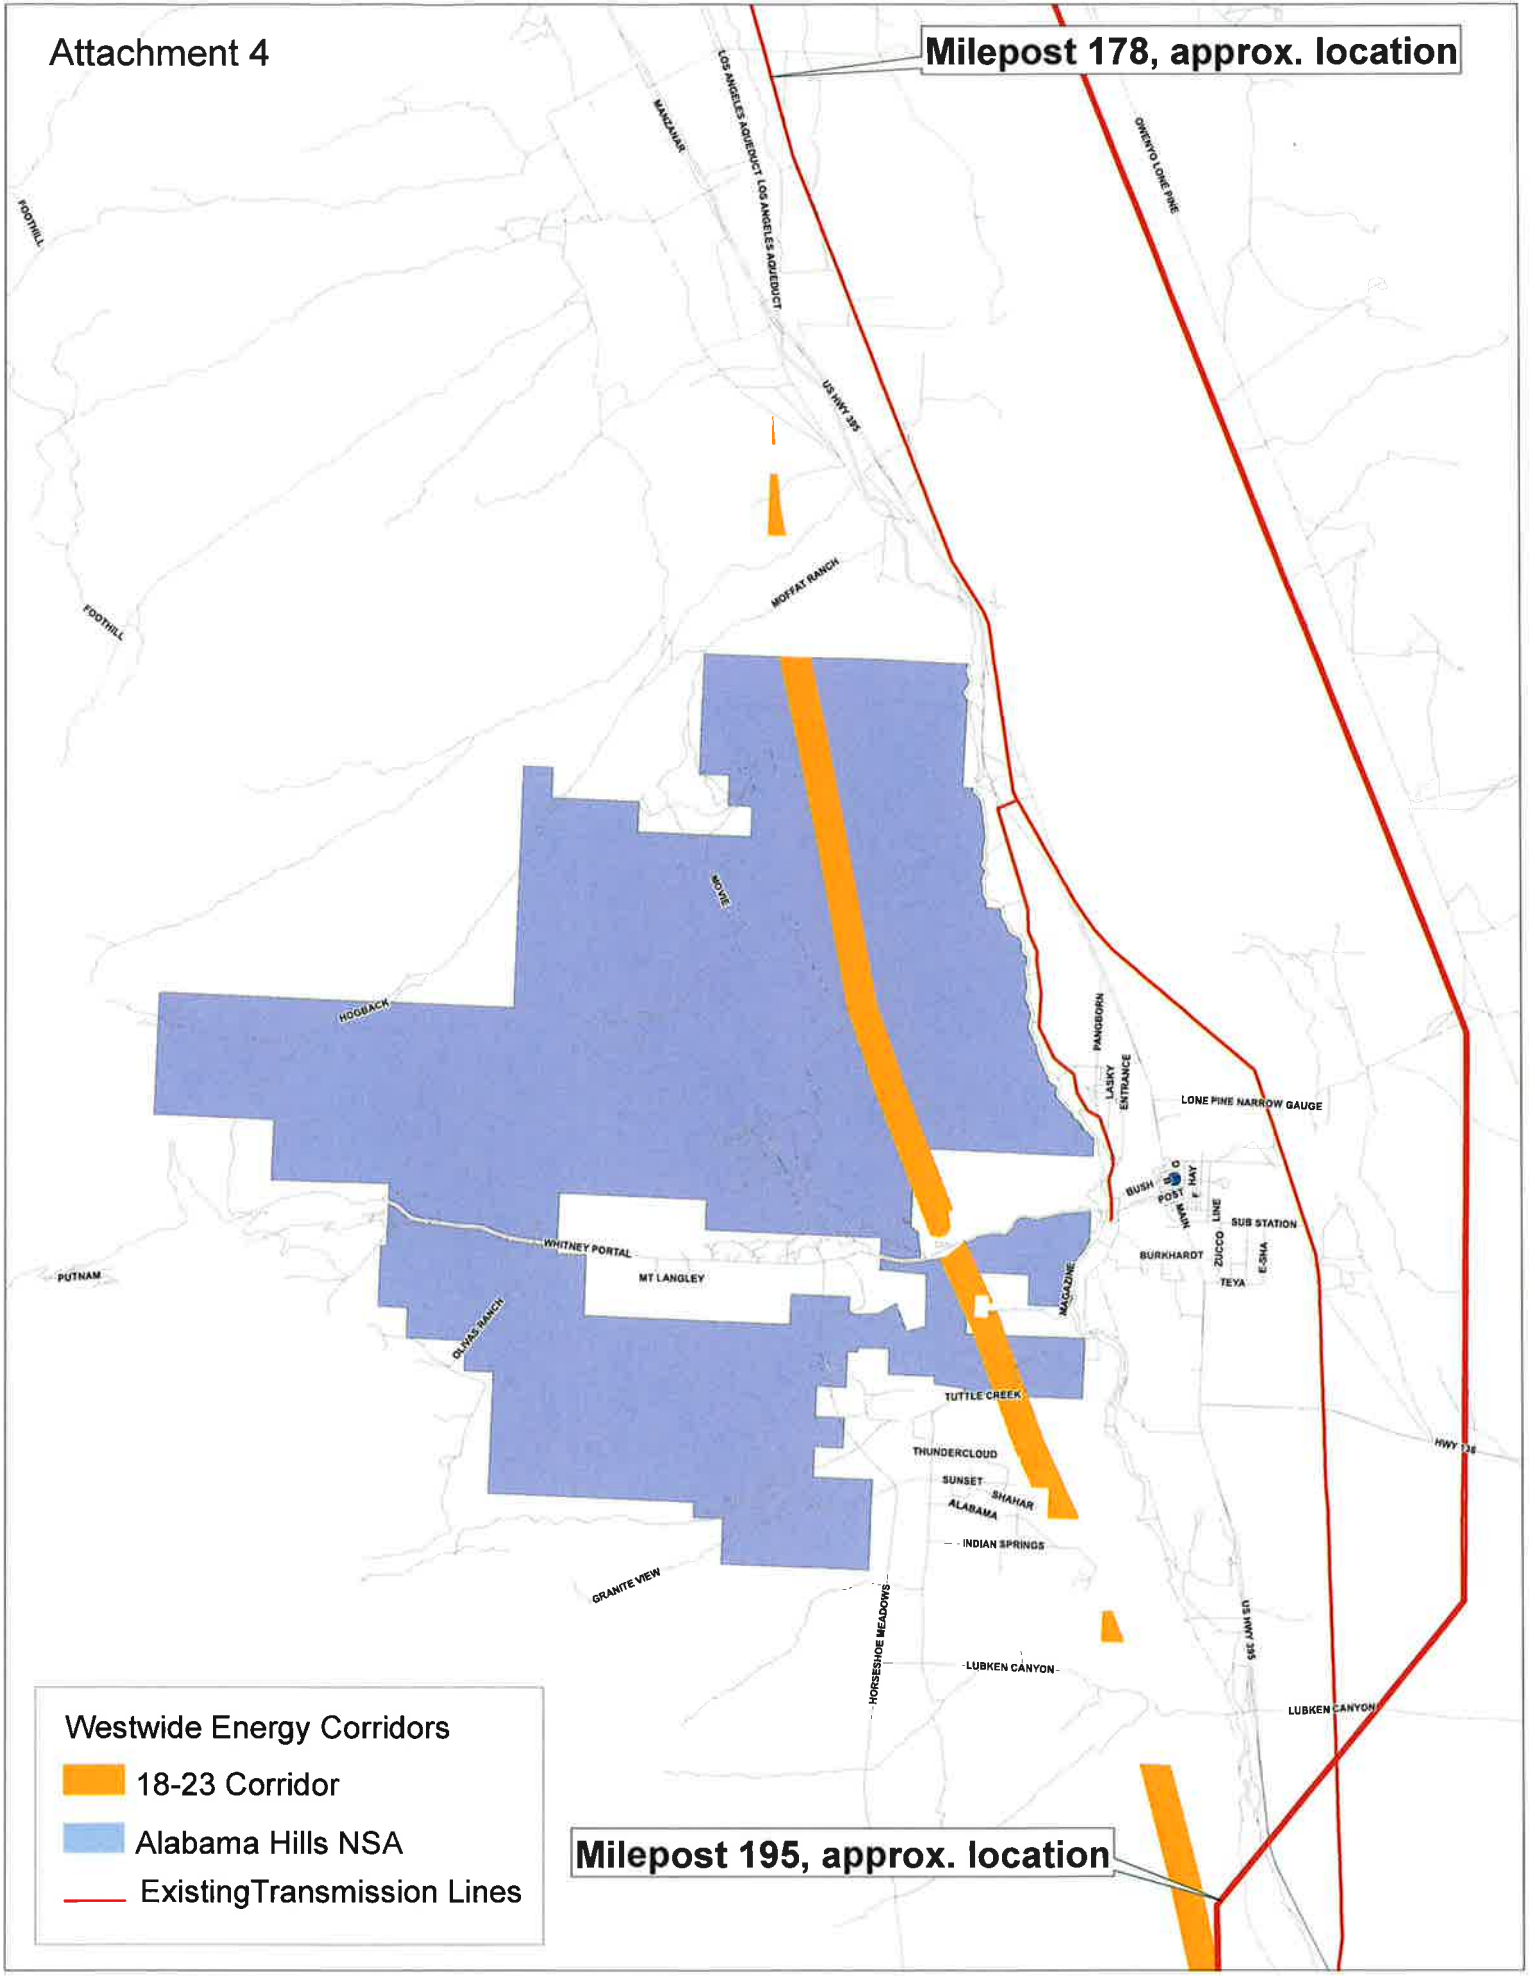 Attachment 4
Milepost 178, approx. location
LOS ANGELES AQUEDUCT LOS ANGELES AQUEDUCT
MANZANAR
OWENYO LONE PINE
FOOTHILL
US HWY 395
MOFFAT RANCH
FOOTHILL
MOVIE
HOGBACK
PANGBORN
LASKY
ENTRANCE
LONE PINE NARROW GAUGE
BUSH
POST
HAY
F
MAIN
LINE
SUB STATION
ZUCCO
E-SHA
BURKHARDT
TEYA
WHITNEY PORTAL
MT LANGLEY
PUTNAM
MAGAZINE
OLIVAS RANCH
TUTTLE CREEK
THUNDERCLOUD
HWY 136
SUNSET
SHAHAR
ALABAMA
INDIAN SPRINGS
GRANITE VIEW
HORSESHOE MEADOWS
US HWY 395
LUBKEN CANYON
LUBKEN CANYON
Westwide Energy Corridors
18-23 Corridor
Alabama Hills NSA
ExistingTransmission Lines
Milepost 195, approx. location